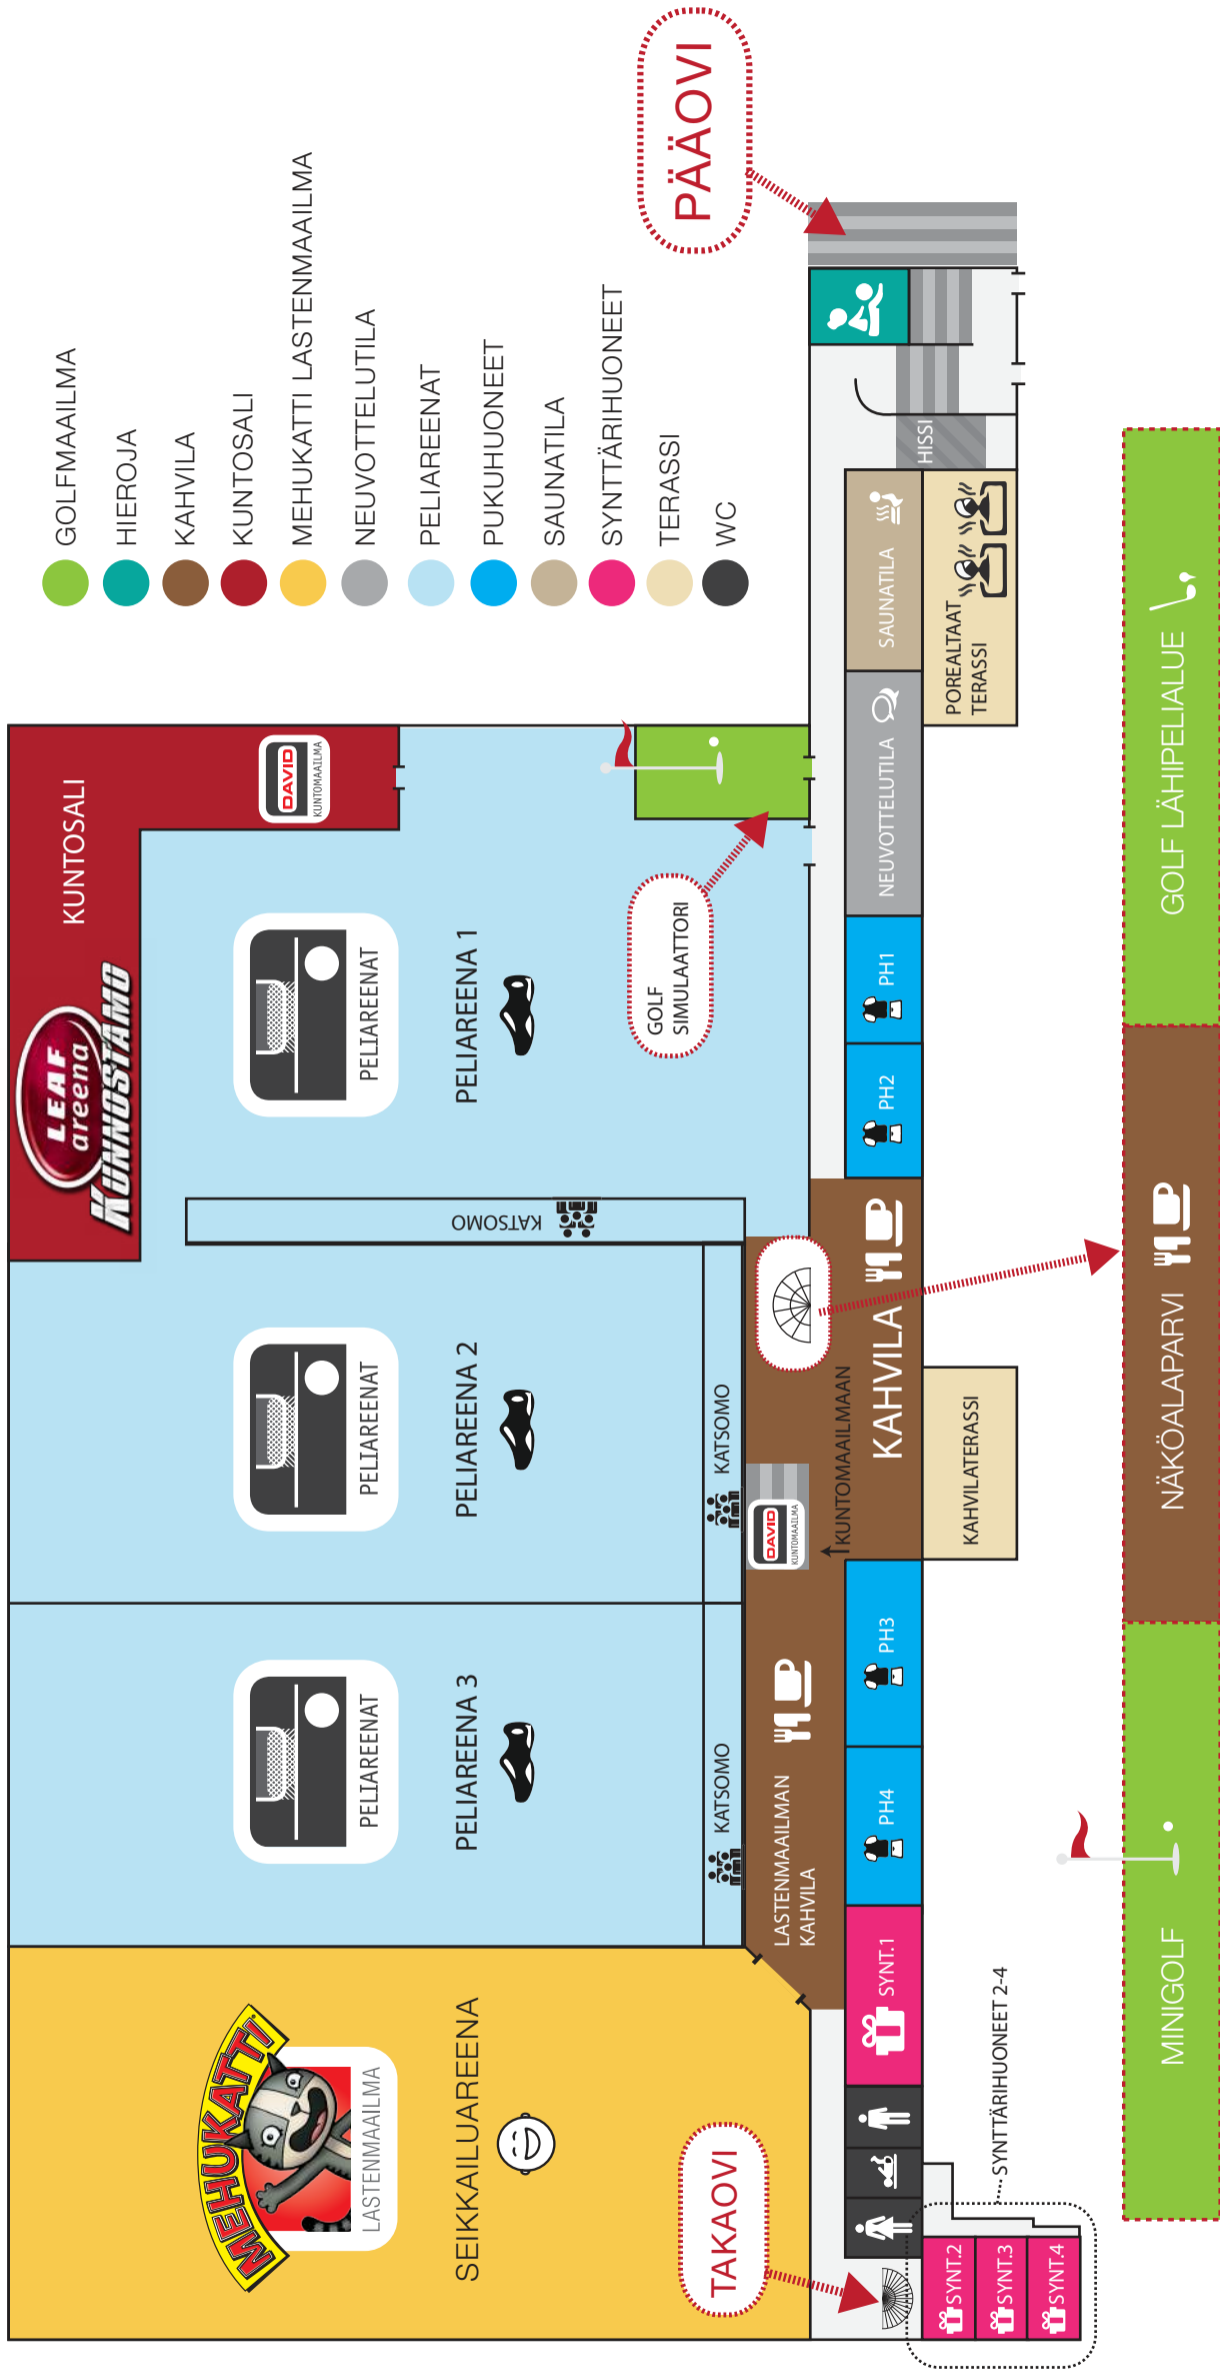 GOLFMAAILMA
HIEROJA
KAHVILA
KUNTOSALI
MEHUKATTI LASTENMAAILMA
NEUVOTTELUTILA
PELIAREENAT
PUKUHUONEET
SAUNATILA
SYNTTÄRIHUONEET
TERASSI
WC
PÄÄOVI
MEHUKATTI
LASTENMAAILMA
SEIKKAILUAREENA
TAKAOVI
PELIAREENAT
PELIAREENA 3
KATSOMO
PELIAREENAT
PELIAREENA 2
KATSOMO
KATSOMO
LEAF
areena
KUNNOSTAMO
KUNTOSALI
DAVID
KUNTOMAAILMA
PELIAREENAT
PELIAREENA 1
GOLF
SIMULAATTORI
LASTENMAAILMAN
KAHVILA
DAVID
KUNTOMAAILMA
KUNTOMAAILMAAN
KAHVILA
SYNT.1
PH4
PH3
PH2
PH1
NEUVOTTELUTILA
SAUNATILA
HISSI
SYNT.2
SYNT.3
SYNT.4
SYNTTÄRIHUONEET 2-4
KAHVILATERASSI
POREALTAAT
TERASSI
MINIGOLF
NÄKÖALAPARVI
GOLF LÄHIPELIALUE